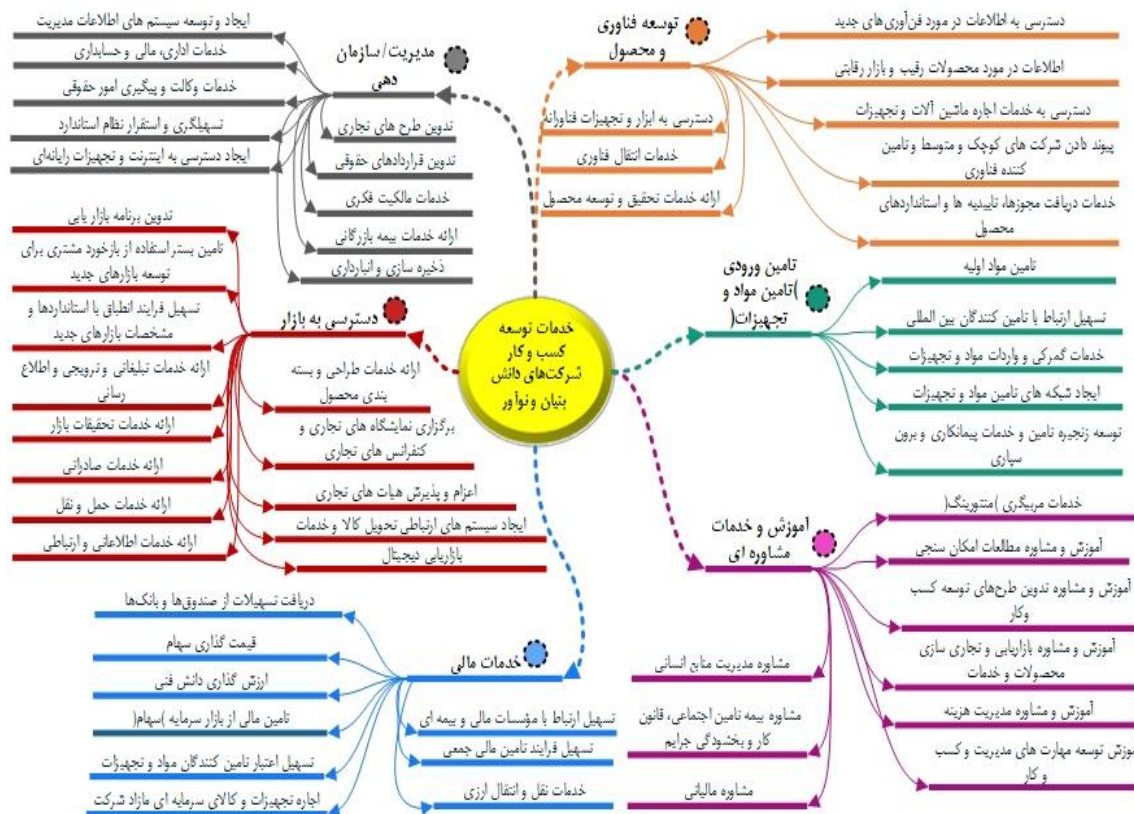 خدمات توسعه
کسب و کار
شرکت‌های دانش
بنیان و نوآور
توسعه فناوری
و محصول
دسترسی به اطلاعات در مورد فن‌آوری‌های جدید
اطلاعات در مورد محصولات رقیب و بازار رقابتی
دسترسی به خدمات اجاره ماشین آلات و تجهیزات
پیوند دادن شرکت های کوچک و متوسط و تامین
کننده فناوری
خدمات دریافت مجوزها، تاییدیه ها و استانداردهای
محصول
دسترسی به ابزار و تجهیزات فناورانه
خدمات انتقال فناوری
ارائه خدمات تحقیق و توسعه محصول
تامین ورودی
)تامین مواد و
تجهیزات(
تامین مواد اولیه
تسهیل ارتباط با تامین کنندگان بین المللی
خدمات گمرکی و واردات مواد و تجهیزات
ایجاد شبکه های تامین مواد و تجهیزات
توسعه زنجیره تامین و خدمات پیمانکاری و برون
سپاری
آموزش و خدمات
مشاوره ای
خدمات مربیگری )منتورینگ(
آموزش و مشاوره مطالعات امکان سنجی
آموزش و مشاوره تدوین طرح‌های توسعه کسب
وکار
آموزش و مشاوره بازاریابی و تجاری سازی
محصولات و خدمات
آموزش و مشاوره مدیریت هزینه
موزش توسعه مهارت های مدیریت و کسب
و کار
مشاوره مدیریت منابع انسانی
مشاوره بیمه تامین اجتماعی، قانون
کار و بخشودگی جرایم
مشاوره مالیاتی
مدیریت/سازمان
دهی
ایجاد و توسعه سیستم های اطلاعات مدیریت
خدمات اداری، مالی و حسابداری
خدمات وکالت و پیگیری امور حقوقی
تسهیلگری و استقرار نظام استاندارد
ایجاد دسترسی به اینترنت و تجهیزات رایانه‌ای
تدوین طرح های تجاری
تدوین قراردادهای حقوقی
خدمات مالکیت فکری
ارائه خدمات بیمه بازرگانی
ذخیره سازی و انبارداری
دسترسی به بازار
تدوین برنامه بازار یابی
تامین بستر استفاده از بازخورد مشتری برای
توسعه بازارهای جدید
تسهیل فرایند انطباق با استانداردها و
مشخصات بازارهای جدید
ارائه خدمات تبلیغاتی و ترویجی و اطلاع
رسانی
ارائه خدمات تحقیقات بازار
ارائه خدمات صادراتی
ارائه خدمات حمل و نقل
ارائه خدمات اطلاعاتی و ارتباطی
ارائه خدمات طراحی و بسته
بندی محصول
برگزاری نمایشگاه های تجاری و
کنفرانس های تجاری
اعزام و پذیرش هیات های تجاری
ایجاد سیستم های ارتباطی تحویل کالا و خدمات
بازاریابی دیجیتال
خدمات مالی
دریافت تسهیلات از صندوق‌ها و بانک‌ها
قیمت گذاری سهام
ارزش گذاری دانش فنی
تامین مالی از بازار سرمایه )سهام(
تسهیل اعتبار تامین کنندگان مواد و تجهیزات
اجاره تجهیزات و کالای سرمایه ای مازاد شرکت
تسهیل ارتباط با مؤسسات مالی و بیمه ای
تسهیل فرایند تامین مالی جمعی
خدمات نقل و انتقال ارزی